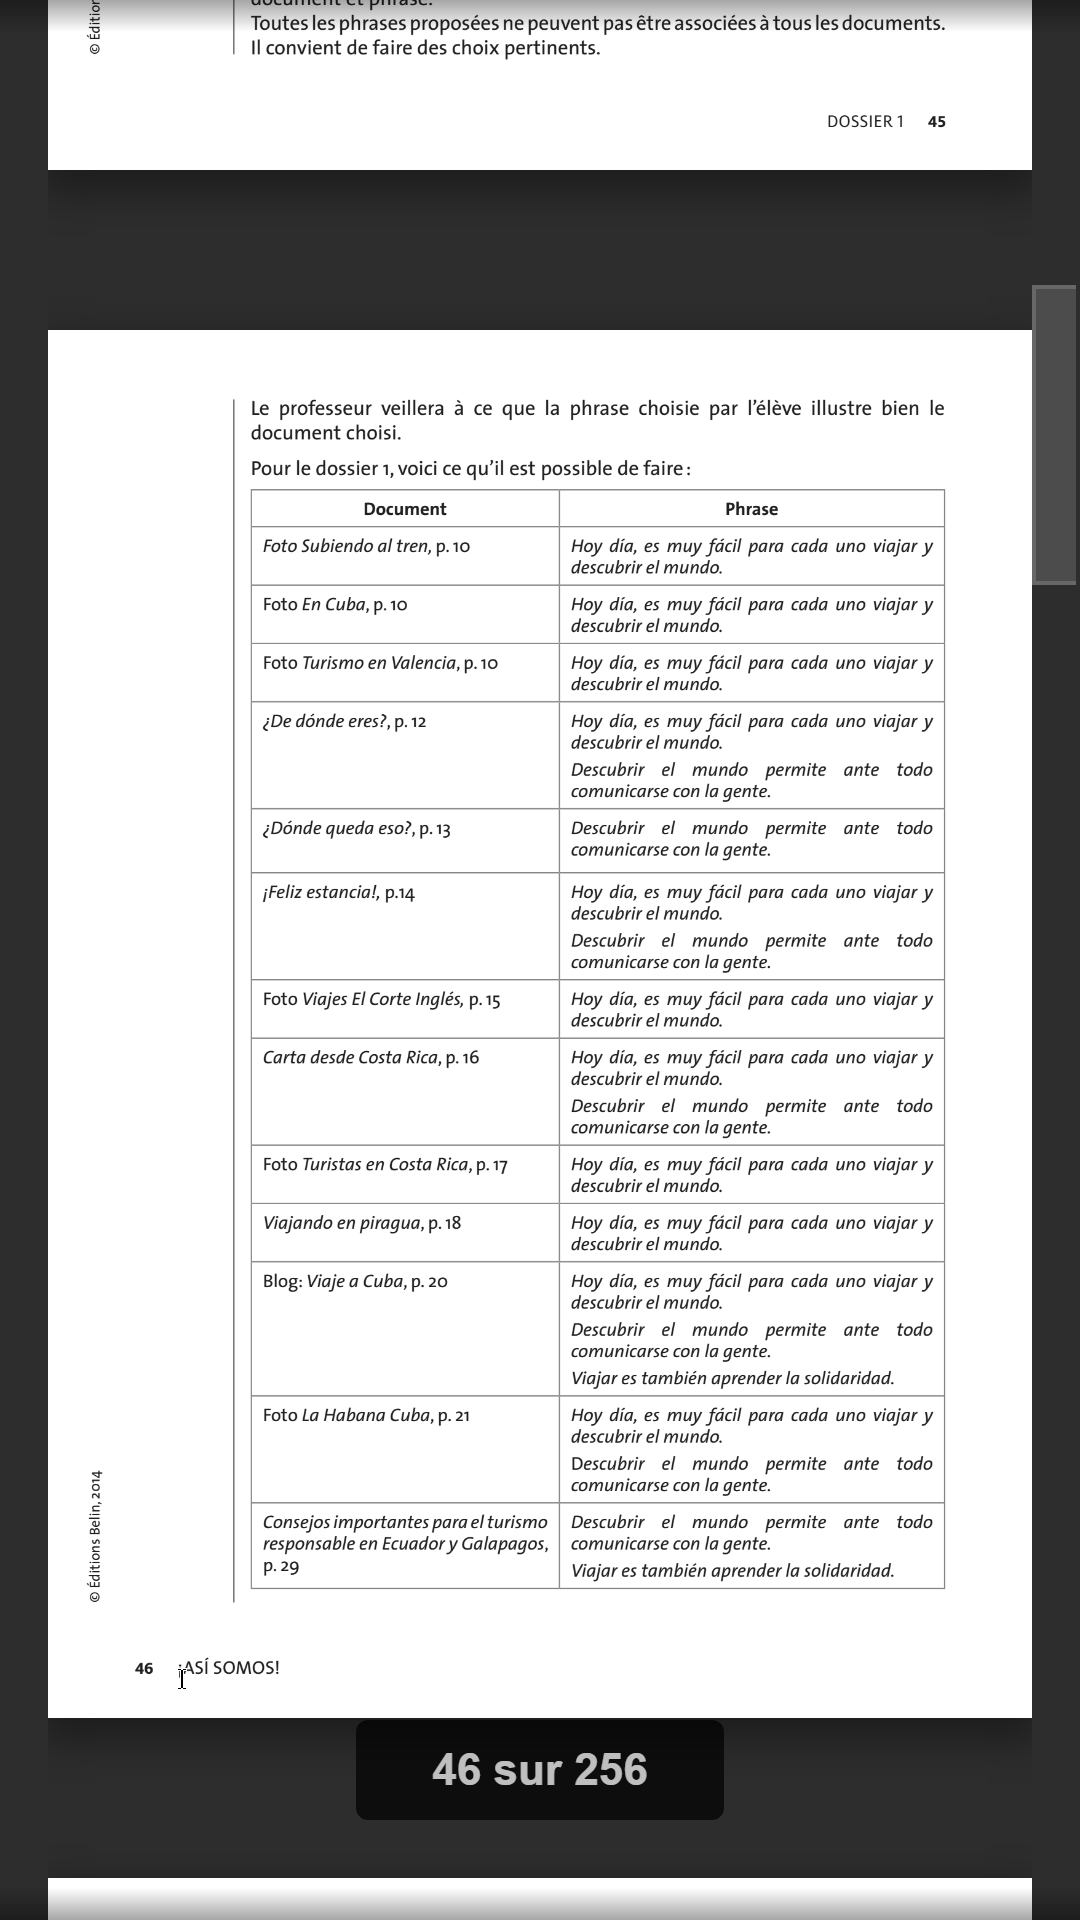 document et phrase.
Toutes les phrases proposées ne peuvent pas être associées à tous les documents.
Il convient de faire des choix pertinents.
© Édition
DOSSIER 1 45
Le professeur veillera à ce que la phrase choisie par l'élève illustre bien le
document choisi.
Pour le dossier 1, voici ce qu'il est possible de faire :
Document
Phrase
Foto Subiendo al tren, p. 10
Hoy día, es muy fácil para cada uno viajar y
descubrir el mundo.
Foto En Cuba, p. 10
Hoy día, es muy fácil para cada uno viajar y
descubrir el mundo.
Foto Turismo en Valencia, p. 10
Hoy día, es muy fácil para cada uno viajar y
descubrir el mundo.
¿De dónde eres?, p. 12
Hoy día, es muy fácil para cada uno viajar y
descubrir el mundo.
Descubrir el mundo permite ante todo
comunicarse con la gente.
¿Dónde queda eso?, p. 13
Descubrir el mundo permite ante todo
comunicarse con la gente.
¡Feliz estancia!, p.14
Hoy día, es muy fácil para cada uno viajar y
descubrir el mundo.
Descubrir el mundo permite ante todo
comunicarse con la gente.
Foto Viajes El Corte Inglés, p. 15
Hoy día, es muy fácil para cada uno viajar y
descubrir el mundo.
Carta desde Costa Rica, p. 16
Hoy día, es muy fácil para cada uno viajar y
descubrir el mundo.
Descubrir el mundo permite ante todo
comunicarse con la gente.
Foto Turistas en Costa Rica, p. 17
Hoy día, es muy fácil para cada uno viajar y
descubrir el mundo.
Viajando en piragua, p. 18
Hoy día, es muy fácil para cada uno viajar y
descubrir el mundo.
Blog: Viaje a Cuba, p. 20
Hoy día, es muy fácil para cada uno viajar y
descubrir el mundo.
Descubrir el mundo permite ante todo
comunicarse con la gente.
Viajar es también aprender la solidaridad.
Foto La Habana Cuba, p. 21
Hoy día, es muy fácil para cada uno viajar y
descubrir el mundo.
Descubrir el mundo permite ante todo
comunicarse con la gente.
Consejos importantes para el turismo
responsable en Ecuador y Galapagos,
p. 29
Descubrir el mundo permite ante todo
comunicarse con la gente.
Viajar es también aprender la solidaridad.
© Éditions Belin, 2014
46 ¡ASÍ SOMOS!
46 sur 256